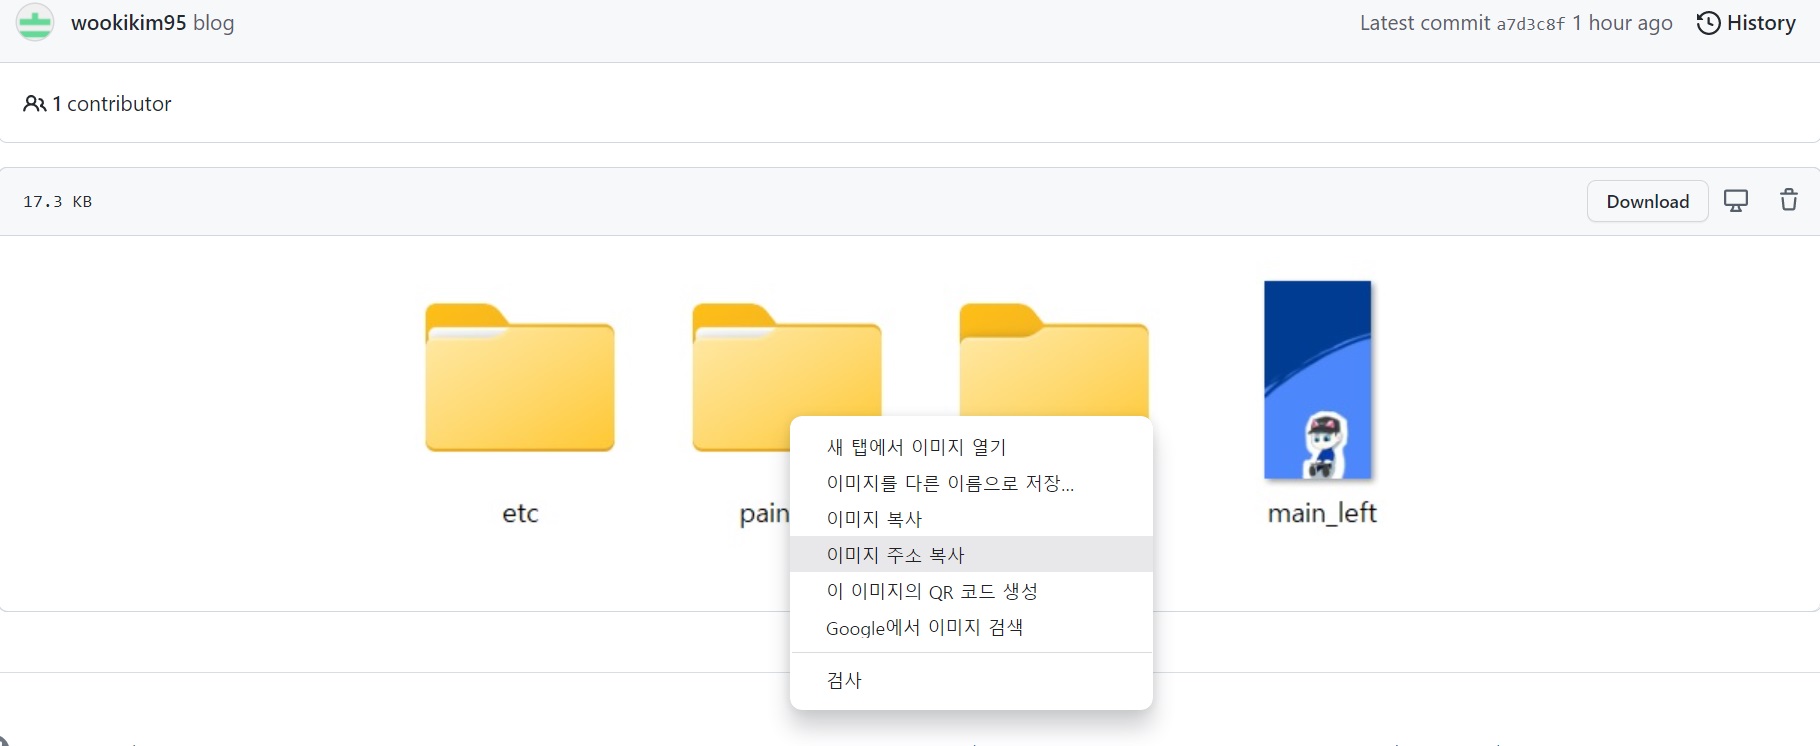 wookikim95 blog
Latest commit a7d3c8f 1 hour ago History
1 contributor
17.3 KB
Download
etc
pain
main_left
새 탭에서 이미지 열기
이미지를 다른 이름으로 저장...
이미지 복사
이미지 주소 복사
이 이미지의 QR 코드 생성
Google에서 이미지 검색
검사